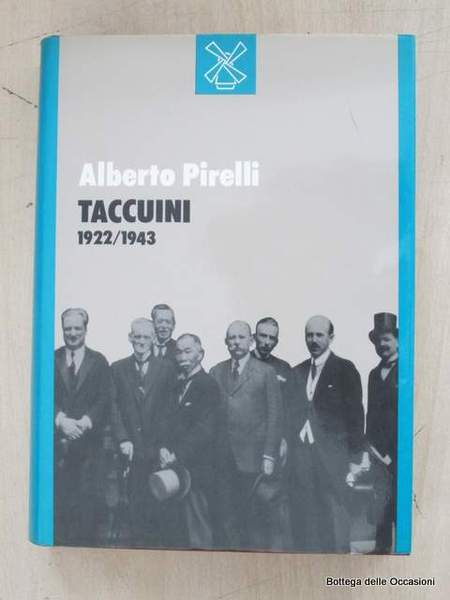 Alberto Pirelli
TACCUINI
1922/1943
Bottega delle Occasioni